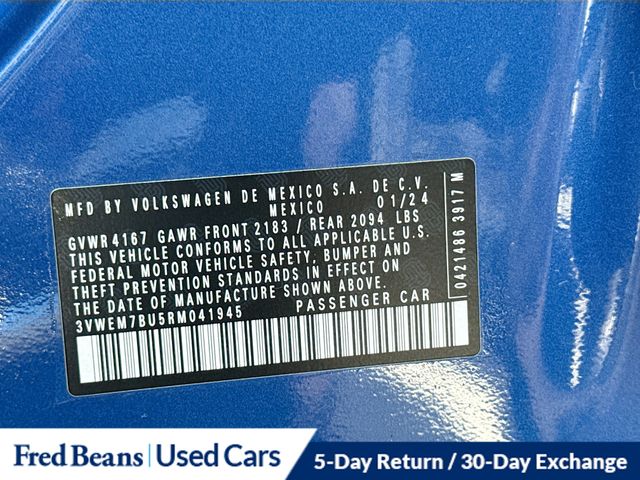 MFD BY VOLKSWAGEN DE MEXICO S.A. DE C.V.
MEXICO 01/24
GVWR 4167 GAWR FRONT 2183 / REAR 2094 LBS
THIS VEHICLE CONFORMS TO ALL APPLICABLE U.S.
FEDERAL MOTOR VEHICLE SAFETY, BUMPER AND
THEFT PREVENTION STANDARDS IN EFFECT ON
THE DATE OF MANUFACTURE SHOWN ABOVE.
3VWEM7BU5RM041945 PASSENGER CAR
0421486 3917 M
Fred Beans | Used Cars
5-Day Return / 30-Day Exchange